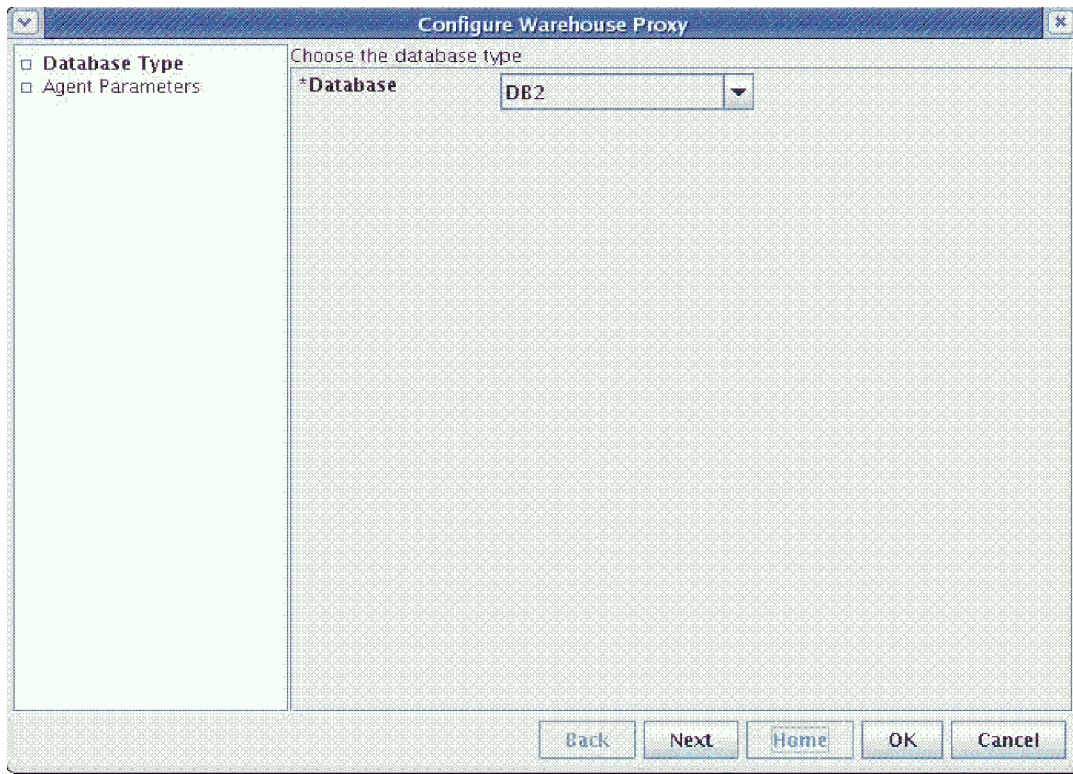 Configure Warehouse Proxy
Database Type
Agent Parameters
Choose the database type
*Database
DB2
Back
Next
Home
OK
Cancel